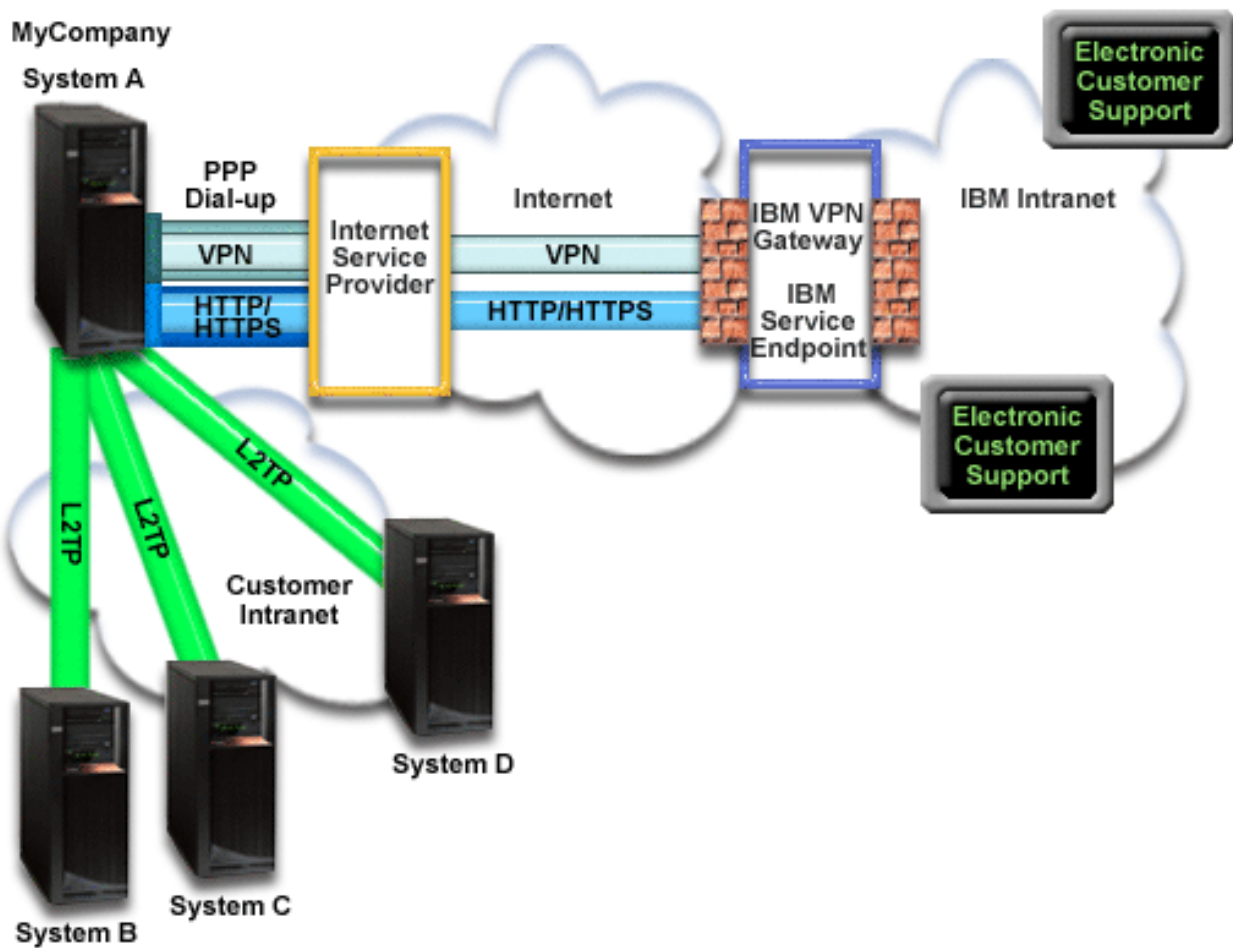 MyCompany
System A
PPP
Dial-up
VPN
HTTP/
HTTPS
Internet
Service
Provider
Internet
VPN
HTTP/HTTPS
IBM VPN
Gateway
IBM
Service
Endpoint
IBM Intranet
Electronic
Customer
Support
Electronic
Customer
Support
L2TP
L2TP
L2TP
Customer
Intranet
System D
System C
System B